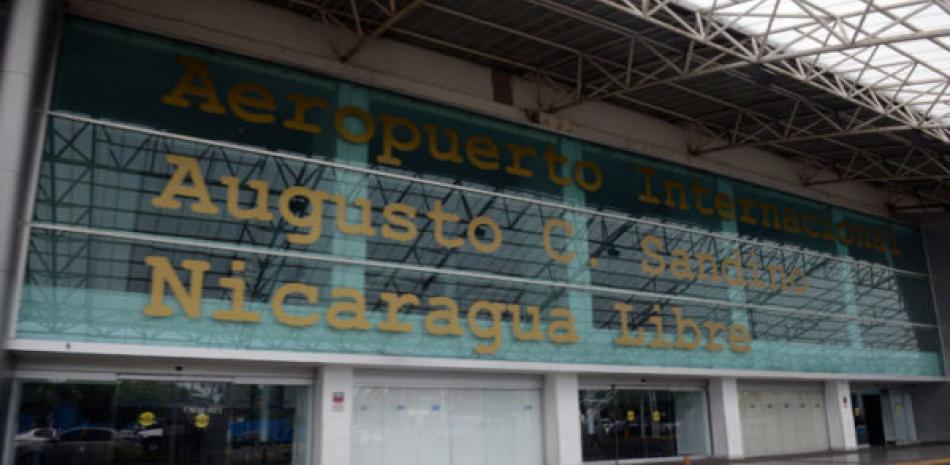 Aeropuerto Internacional
Augusto C. Sandino
Nicaragua Libre